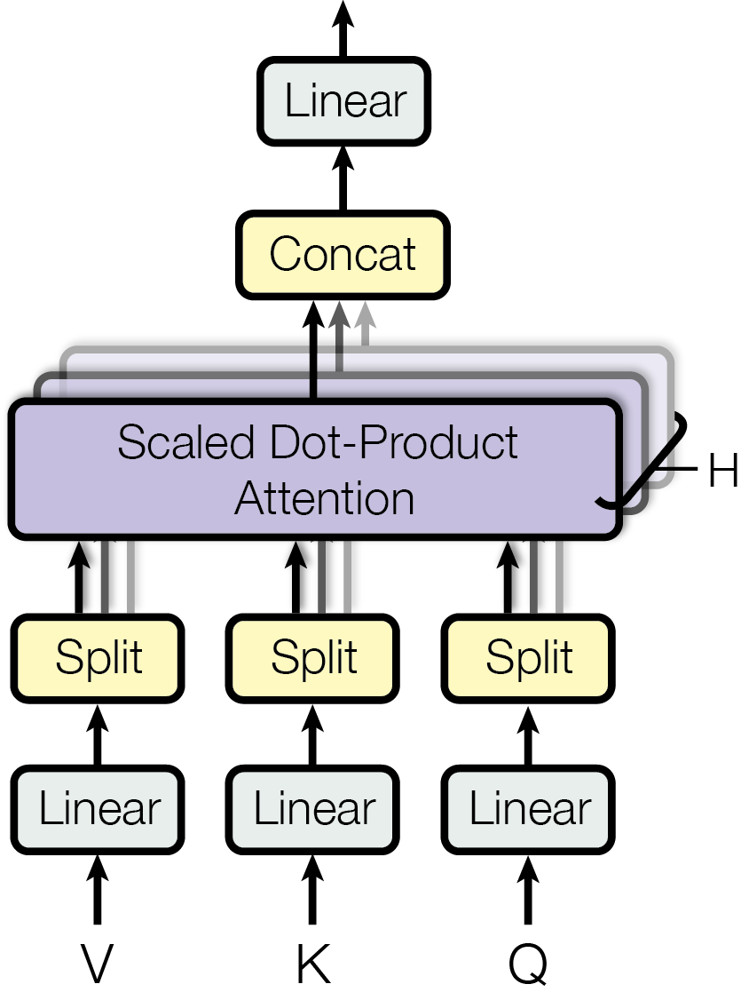 Linear
Concat
Scaled Dot-Product
Attention
H
Split Split Split
Linear Linear Linear
V K Q